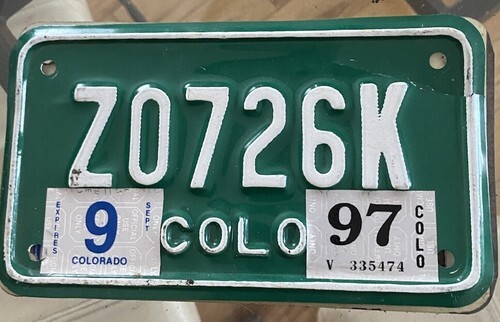 Z0726K
EXPIRES
9
SEPT
COLORADO
COLO
97
COLO
V 335474